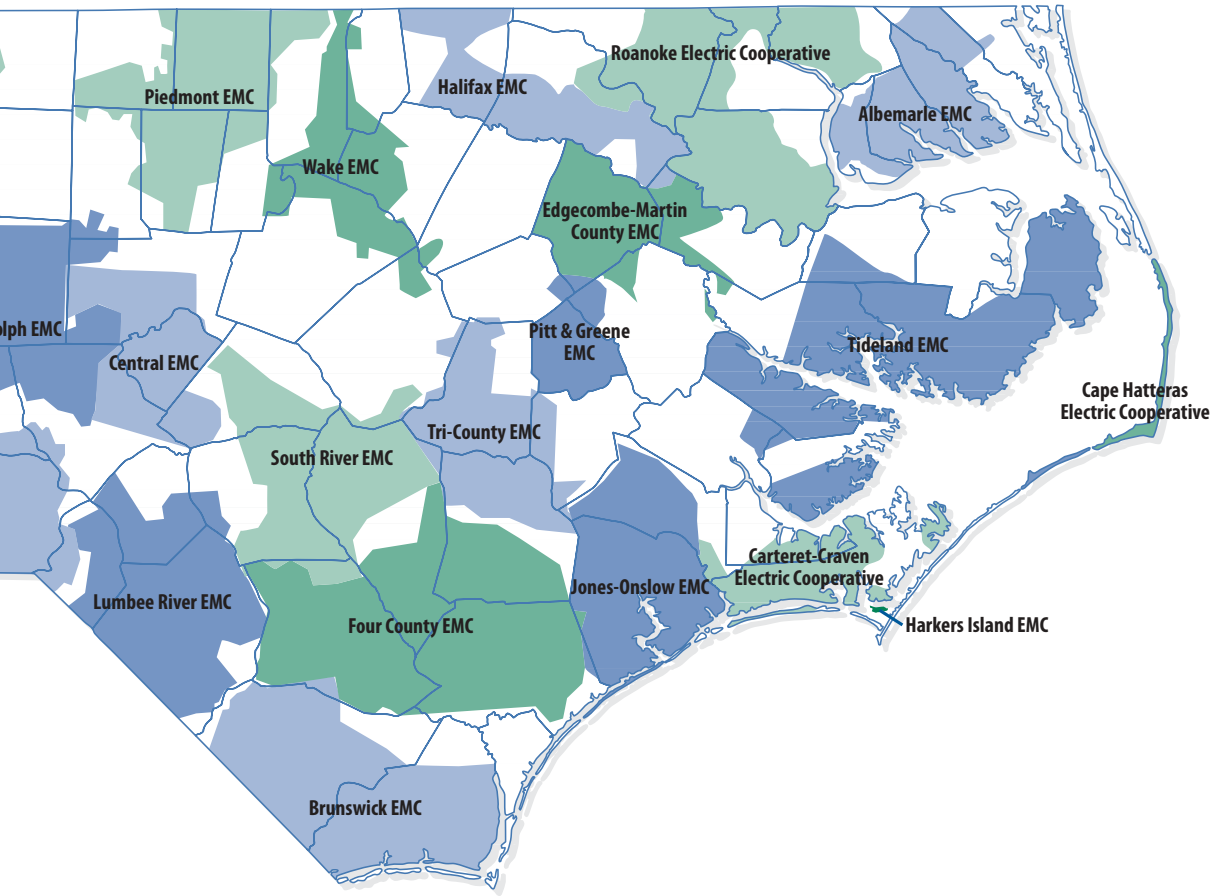 Roanoke Electric Cooperative
Halifax EMC
Piedmont EMC
Albemarle EMC
Wake EMC
Edgecombe-Martin
County EMC
olph EMC
Pitt & Greene
EMC
Tideland EMC
Central EMC
Cape Hatteras
Electric Cooperative
Tri-County EMC
South River EMC
Carteret-Craven
Electric Cooperative
Jones-Onslow EMC
Lumbee River EMC
Four County EMC
Harkers Island EMC
Brunswick EMC